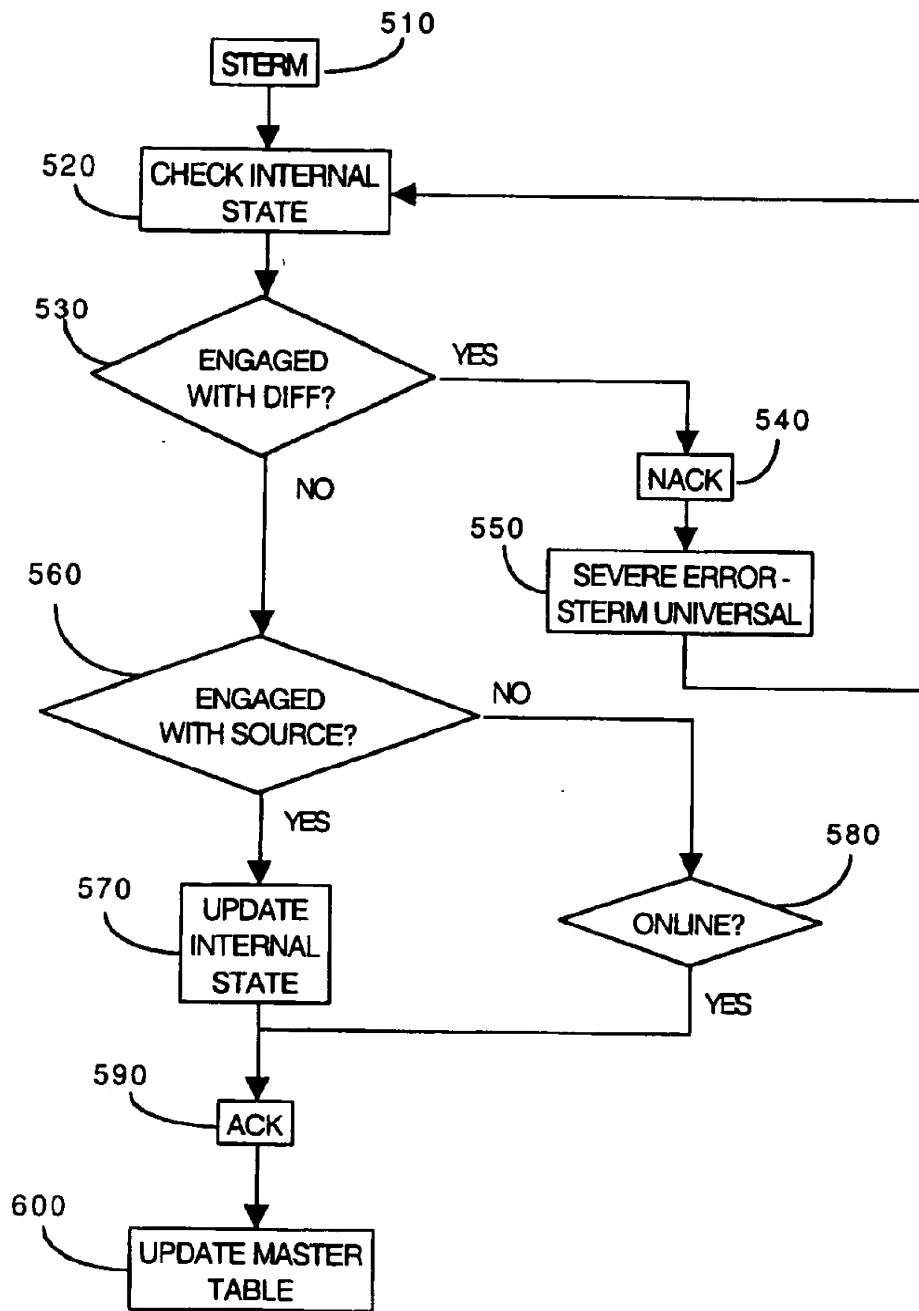 510
STERM
520
CHECK INTERNAL
STATE
530
ENGAGED
WITH DIFF?
YES
NO
540
NACK
550
SEVERE ERROR -
STERM UNIVERSAL
560
ENGAGED
WITH SOURCE?
NO
YES
570
UPDATE
INTERNAL
STATE
580
ONLINE?
YES
590
ACK
600
UPDATE MASTER
TABLE